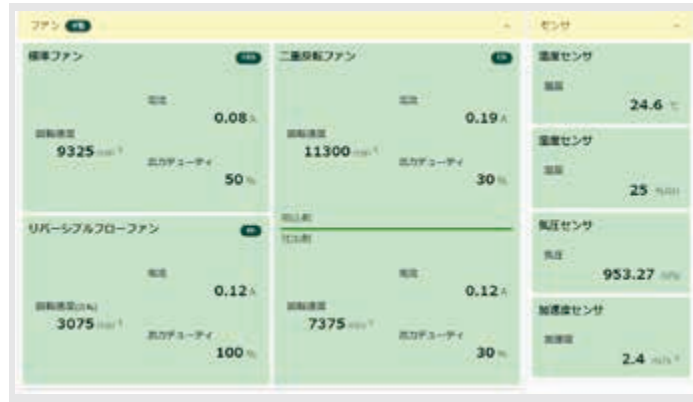 ファン
標準ファン
電流
0.08 A
回転速度
9325 min⁻¹
出力デューティ
50 %
リバーシブルフローファン
電流
0.12 A
回転速度
3075 min⁻¹
出力デューティ
100 %
二重反転ファン
電流
0.19 A
回転速度
11300 min⁻¹
出力デューティ
30 %
吸込側
吐出側
電流
0.12 A
回転速度
7375 min⁻¹
出力デューティ
30 %
センサ
温度センサ
温度
24.6 ℃
湿度センサ
湿度
25 %RH
気圧センサ
気圧
953.27 hPa
加速度センサ
加速度
2.4 m/s²